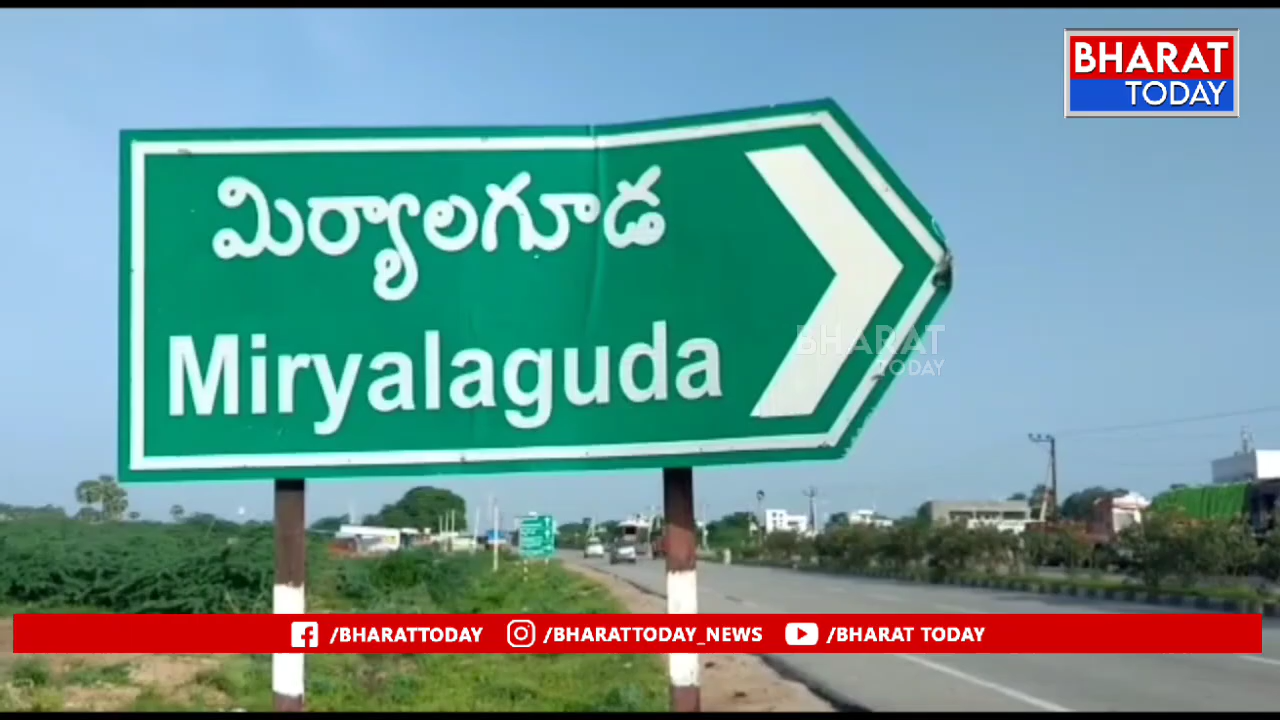 BHARAT
TODAY
మిర్యాలగూడ
Miryalaguda
BHARAT
TODAY
/BHARATTODAY /BHARATTODAY_NEWS /BHARAT TODAY